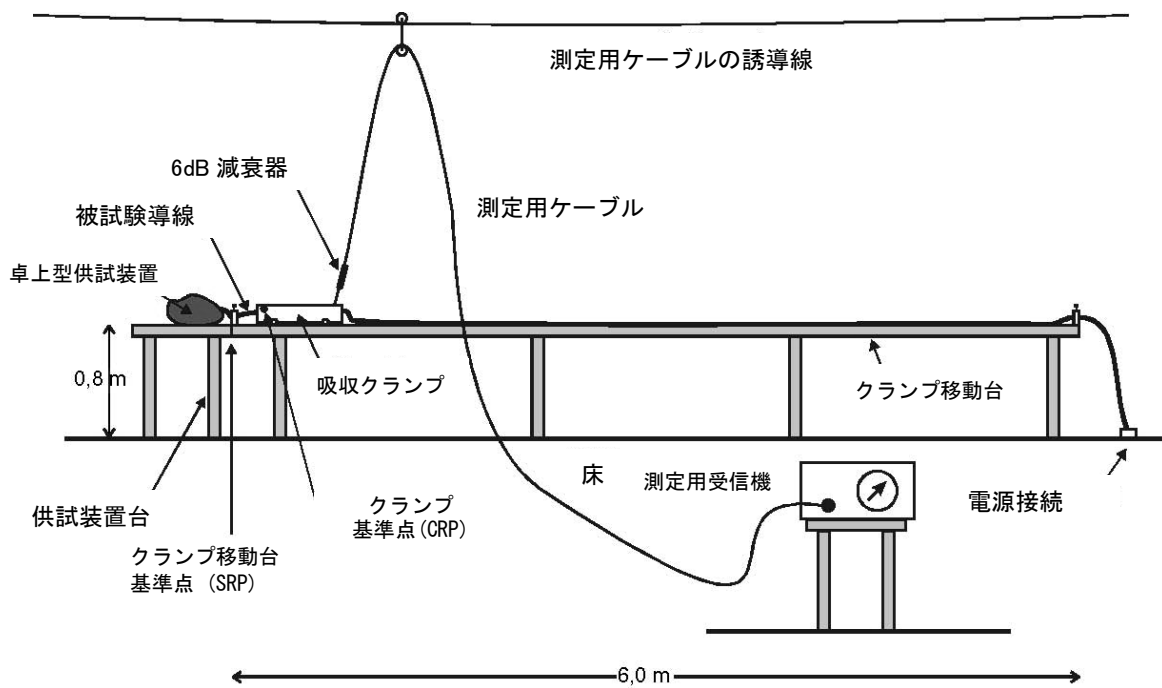 測定用ケーブルの誘導線
6dB 減衰器
測定用ケーブル
被試験導線
卓上型供試装置
0,8 m
吸収クランプ
クランプ移動台
床
測定用受信機
電源接続
供試装置台
クランプ
基準点(CRP)
クランプ移動台
基準点 (SRP)
6,0 m